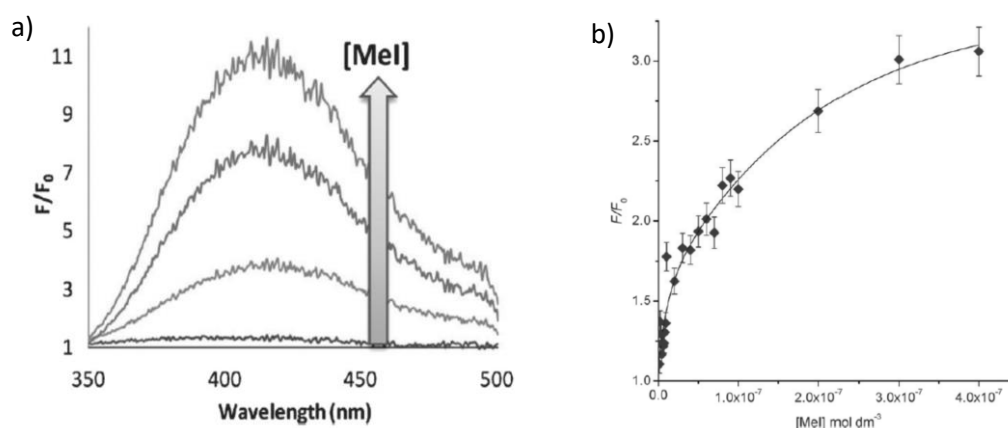 a)
11
9
7
5
3
1
F/F₀
[MeI]
350
400
450
500
Wavelength (nm)
b)
3.0
2.5
2.0
1.5
1.0
F/F₀
0.0
1.0x10⁻⁷
2.0x10⁻⁷
3.0x10⁻⁷
4.0x10⁻⁷
[MeI] mol dm⁻³